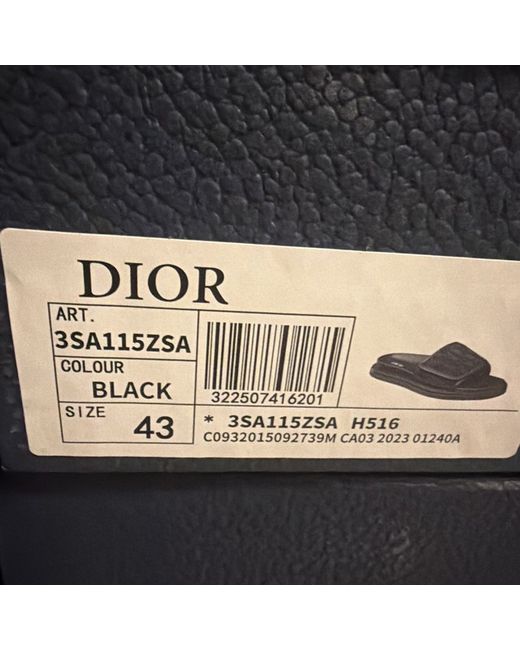 DIOR
ART.
3SA115ZSA
COLOUR
BLACK
SIZE
43
322507416201
* 3SA115ZSA H516
C0932015092739M CA03 2023 01240A